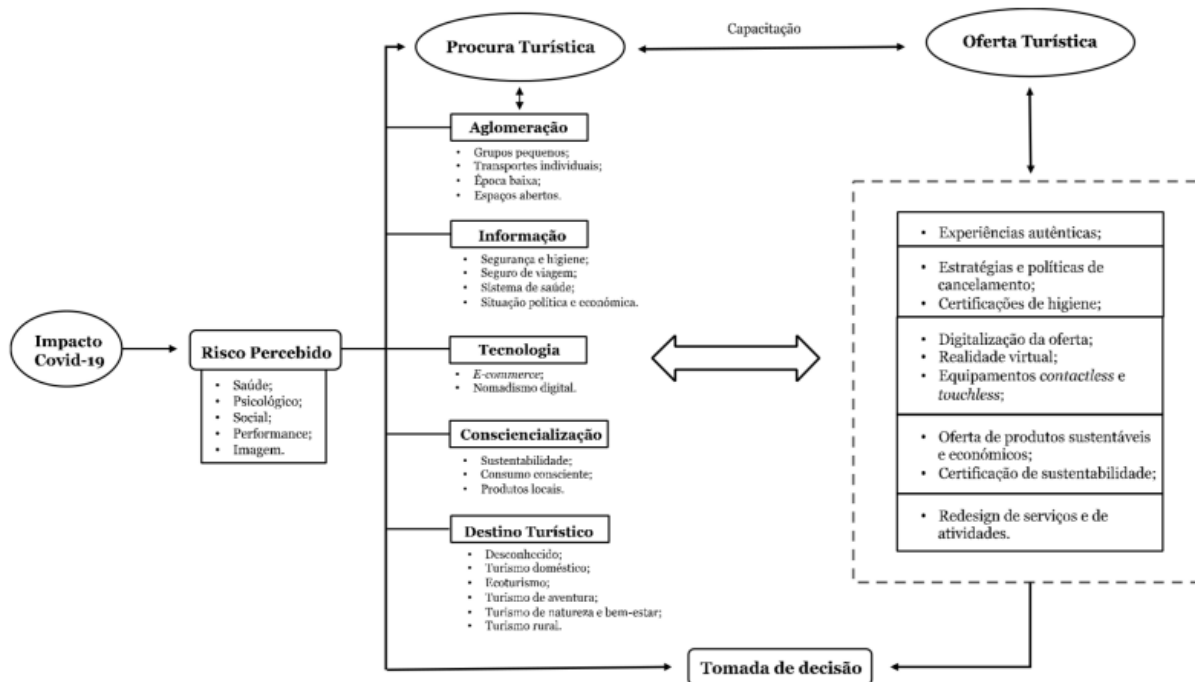 Procura Turística
Capacitação
Oferta Turística
Aglomeração
• Grupos pequenos;
• Transportes individuais;
• Época baixa;
• Espaços abertos.
Informação
• Segurança e higiene;
• Seguro de viagem;
• Sistema de saúde;
• Situação política e económica.
Impacto
Covid-19
Risco Percebido
• Saúde;
• Psicológico;
• Social;
• Performance;
• Imagem.
Tecnologia
• E-commerce;
• Nomadismo digital.
Consciencialização
• Sustentabilidade;
• Consumo consciente;
• Produtos locais.
Destino Turístico
• Desconhecido;
• Turismo doméstico;
• Ecoturismo;
• Turismo de aventura;
• Turismo de natureza e bem-estar;
• Turismo rural.
• Experiências autênticas;
• Estratégias e políticas de
cancelamento;
• Certificações de higiene;
• Digitalização da oferta;
• Realidade virtual;
• Equipamentos contactless e
touchless;
• Oferta de produtos sustentáveis
e económicos;
• Certificação de sustentabilidade;
• Redesign de serviços e de
atividades.
Tomada de decisão